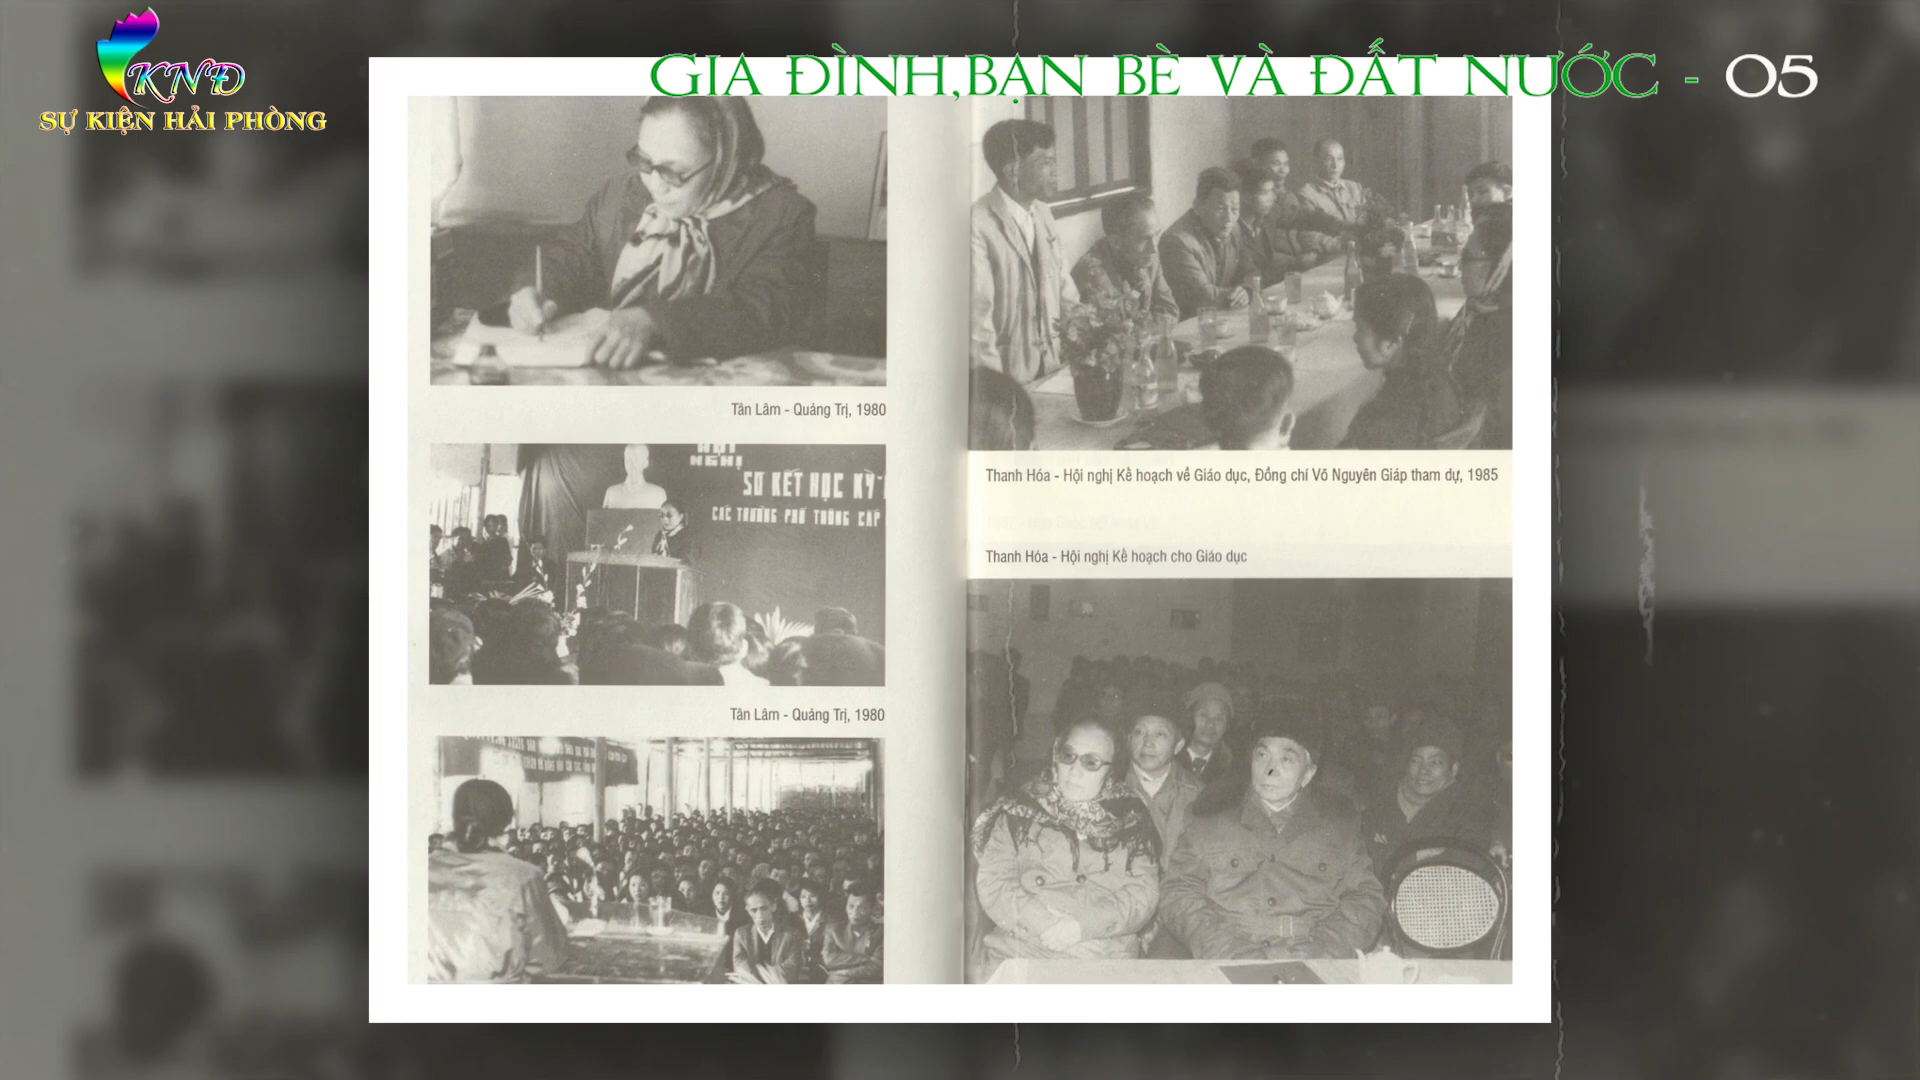 KNĐ
SỰ KIỆN HẢI PHÒNG
GIA ĐÌNH,BẠN BÈ VÀ ĐẤT NƯỚC - 05
Tân Lâm - Quảng Trị, 1980
HỘI
NGHỊ
SƠ KẾT HỌC KỲ
CÁC TRƯỜNG PHỔ THÔNG CẤP
Tân Lâm - Quảng Trị, 1980
Thanh Hóa - Hội nghị Kế hoạch về Giáo dục, Đồng chí Võ Nguyên Giáp tham dự, 1985
Thanh Hóa - Hội nghị Kế hoạch cho Giáo dục